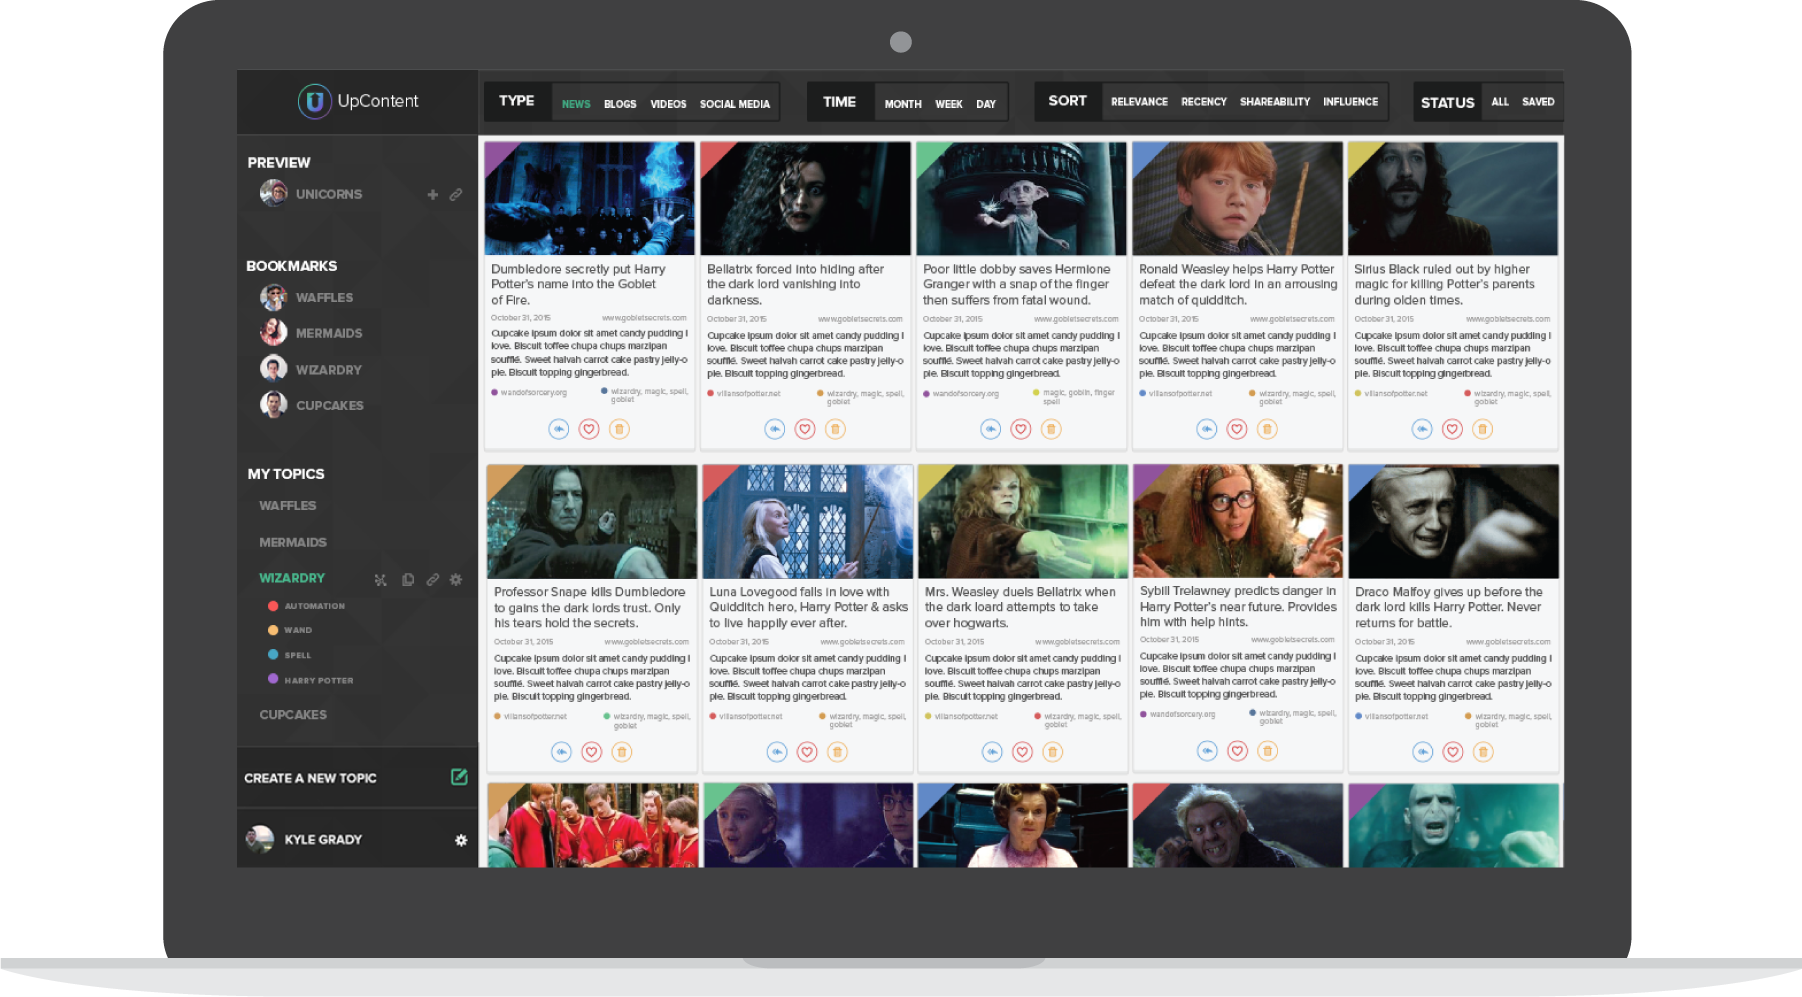 UpContent
TYPE NEWS BLOGS VIDEOS SOCIAL MEDIA
TIME MONTH WEEK DAY
SORT RELEVANCE RECENCY SHAREABILITY INFLUENCE
STATUS ALL SAVED
PREVIEW
UNICORNS
BOOKMARKS
WAFFLES
MERMAIDS
WIZARDRY
CUPCAKES
MY TOPICS
WAFFLES
MERMAIDS
WIZARDRY
AUTOMATION
WAND
SPELL
HARRY POTTER
CUPCAKES
CREATE A NEW TOPIC
KYLE GRADY
Dumbledore secretly put Harry
Potter's name into the Goblet
of Fire.
October 31, 2015 www.gobletsecrets.com
Cupcake ipsum dolor sit amet candy pudding I
love. Biscuit toffee chupa chups marzipan
soufflé. Sweet halvah carrot cake pastry jelly-o
pie. Biscuit topping gingerbread.
wandofsorcery.org wizardry, magic, spell,
goblet
Bellatrix forced into hiding after
the dark lord vanishing into
darkness.
October 31, 2015 www.gobletsecrets.com
Cupcake ipsum dolor sit amet candy pudding I
love. Biscuit toffee chupa chups marzipan
soufflé. Sweet halvah carrot cake pastry jelly-o
pie. Biscuit topping gingerbread.
villansofpotter.net wizardry, magic, spell,
goblet
Poor little dobby saves Hermione
Granger with a snap of the finger
then suffers from fatal wound.
October 31, 2015 www.gobletsecrets.com
Cupcake ipsum dolor sit amet candy pudding I
love. Biscuit toffee chupa chups marzipan
soufflé. Sweet halvah carrot cake pastry jelly-o
pie. Biscuit topping gingerbread.
wandofsorcery.org magic, goblin, finger
spell
Ronald Weasley helps Harry Potter
defeat the dark lord in an arrousing
match of quidditch.
October 31, 2015 www.gobletsecrets.com
Cupcake ipsum dolor sit amet candy pudding I
love. Biscuit toffee chupa chups marzipan
soufflé. Sweet halvah carrot cake pastry jelly-o
pie. Biscuit topping gingerbread.
villansofpotter.net wizardry, magic, spell,
goblet
Sirius Black ruled out by higher
magic for killing Potter's parents
during olden times.
October 31, 2015 www.gobletsecrets.com
Cupcake ipsum dolor sit amet candy pudding I
love. Biscuit toffee chupa chups marzipan
soufflé. Sweet halvah carrot cake pastry jelly-o
pie. Biscuit topping gingerbread.
villansofpotter.net wizardry, magic, spell,
goblet
Professor Snape kills Dumbledore
to gains the dark lords trust. Only
his tears hold the secrets.
October 31, 2015 www.gobletsecrets.com
Cupcake ipsum dolor sit amet candy pudding I
love. Biscuit toffee chupa chups marzipan
soufflé. Sweet halvah carrot cake pastry jelly-o
pie. Biscuit topping gingerbread.
villansofpotter.net wizardry, magic, spell,
goblet
Luna Lovegood falls in love with
Quidditch hero, Harry Potter & asks
to live happily ever after.
October 31, 2015 www.gobletsecrets.com
Cupcake ipsum dolor sit amet candy pudding I
love. Biscuit toffee chupa chups marzipan
soufflé. Sweet halvah carrot cake pastry jelly-o
pie. Biscuit topping gingerbread.
villansofpotter.net wizardry, magic, spell,
goblet
Mrs. Weasley duels Bellatrix when
the dark loard attempts to take
over hogwarts.
October 31, 2015 www.gobletsecrets.com
Cupcake ipsum dolor sit amet candy pudding I
love. Biscuit toffee chupa chups marzipan
soufflé. Sweet halvah carrot cake pastry jelly-o
pie. Biscuit topping gingerbread.
villansofpotter.net wizardry, magic, spell,
goblet
Sybill Trelawney predicts danger in
Harry Potter's near future. Provides
him with help hints.
October 31, 2015 www.gobletsecrets.com
Cupcake ipsum dolor sit amet candy pudding I
love. Biscuit toffee chupa chups marzipan
soufflé. Sweet halvah carrot cake pastry jelly-o
pie. Biscuit topping gingerbread.
wandofsorcery.org wizardry, magic, spell,
goblet
Draco Malfoy gives up before the
dark lord kills Harry Potter. Never
returns for battle.
October 31, 2015 www.gobletsecrets.com
Cupcake ipsum dolor sit amet candy pudding I
love. Biscuit toffee chupa chups marzipan
soufflé. Sweet halvah carrot cake pastry jelly-o
pie. Biscuit topping gingerbread.
villansofpotter.net wizardry, magic, spell,
goblet